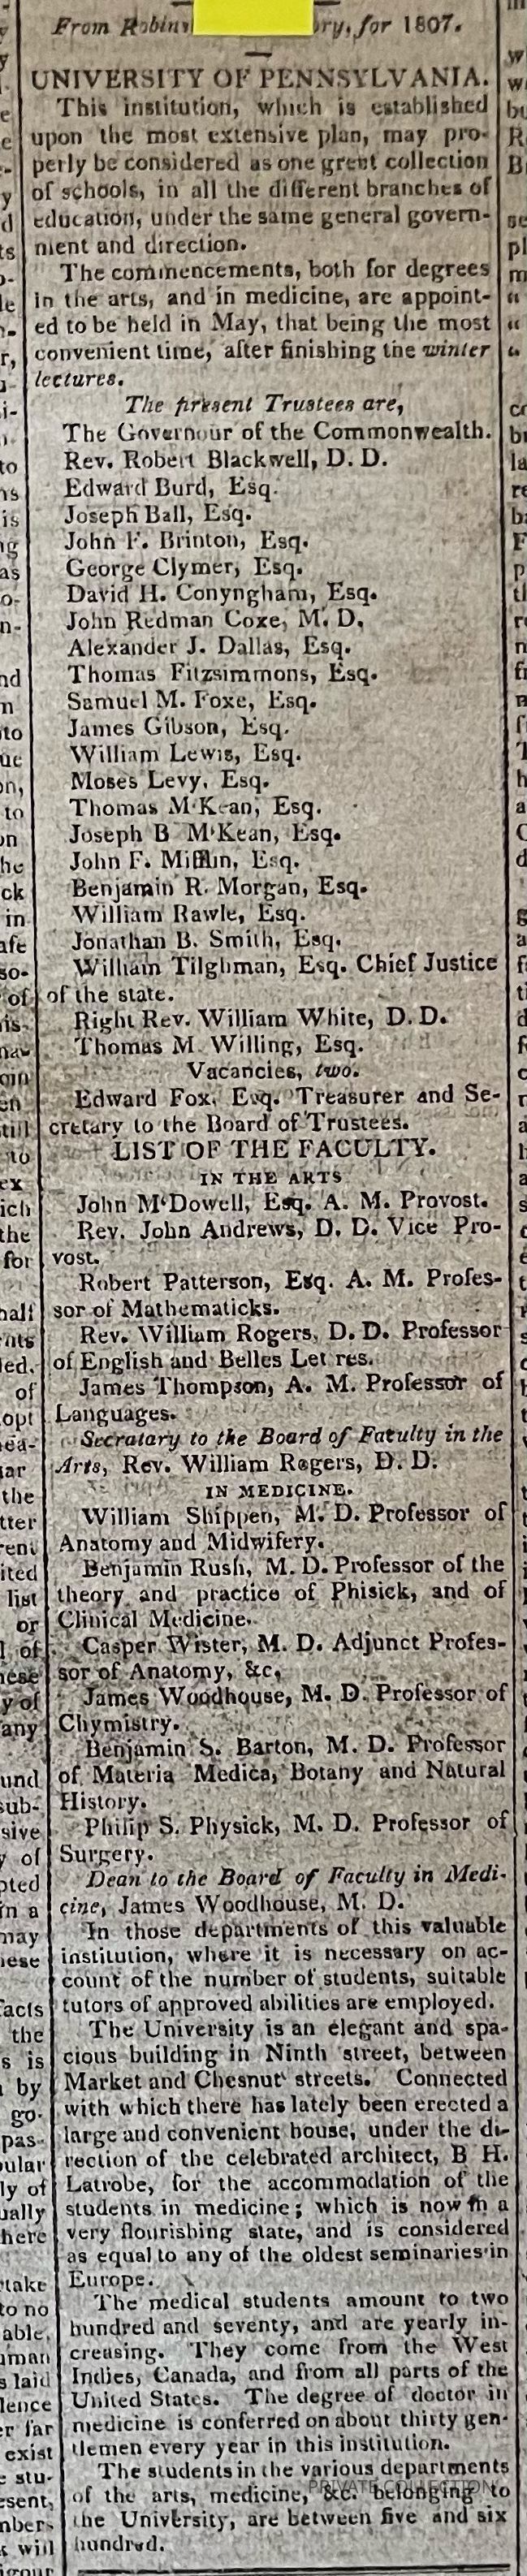 From Robins ory, for 1807.
UNIVERSITY OF PENNSYLVANIA.
This institution, which is established
upon the most extensive plan, may pro-
perly be considered as one great collection
of schools, in all the different branches of
education, under the same general govern-
ment and direction.
The commencements, both for degrees
in the arts, and in medicine, are appoint-
ed to be held in May, that being the most
convenient time, after finishing the winter
lectures.
The present Trustees are,
The Governour of the Commonwealth.
Rev. Robert Blackwell, D. D.
Edward Burd, Esq.
Joseph Ball, Esq.
John F. Brinton, Esq.
George Clymer, Esq.
David H. Conyngham, Esq.
John Redman Coxe, M. D.
Alexander J. Dallas, Esq.
Thomas Fitzsimmons, Esq.
Samuel M. Foxe, Esq.
James Gibson, Esq.
William Lewis, Esq.
Moses Levy, Esq.
Thomas M'Kean, Esq.
Joseph B M'Kean, Esq.
John F. Mifflin, Esq.
Benjamin R. Morgan, Esq.
William Rawle, Esq.
Jonathan B. Smith, Esq.
William Tilghman, Esq. Chief Justice
of the state.
Right Rev. William White, D. D.
Thomas M. Willing, Esq.
Vacancies, two.
Edward Fox, Esq. Treasurer and Se-
cretary to the Board of Trustees.
LIST OF THE FACULTY.
IN THE ARTS
John M'Dowell, Esq. A. M. Provost.
Rev. John Andrews, D. D. Vice Pro-
vost.
Robert Patterson, Esq. A. M. Profes-
sor of Mathematicks.
Rev. William Rogers, D. D. Professor
of English and Belles Let res.
James Thompson, A. M. Professor of
Languages.
Secratary to the Board of Faculty in the
Arts, Rev. William Rogers, D. D.
IN MEDICINE.
William Shippen, M. D. Professor of
Anatomy and Midwifery.
Benjamin Rush, M. D. Professor of the
theory and practice of Phisick, and of
Clinical Medicine.
Casper Wister, M. D. Adjunct Profes-
sor of Anatomy, &c.
James Woodhouse, M. D. Professor of
Chymistry.
Benjamin S. Barton, M. D. Professor
of Materia Medica, Botany and Natural
History.
Philip S. Physick, M. D. Professor of
Surgery.
Dean to the Board of Faculty in Medi-
cine, James Woodhouse, M. D.
In those departments of this valuable
institution, where it is necessary on ac-
count of the number of students, suitable
tutors of approved abilities are employed.
The University is an elegant and spa-
cious building in Ninth street, between
Market and Chesnut streets. Connected
with which there has lately been erected a
large and convenient house, under the di-
rection of the celebrated architect, B H.
Latrobe, for the accommodation of the
students in medicine; which is now in a
very flourishing state, and is considered
as equal to any of the oldest seminaries in
Europe.
The medical students amount to two
hundred and seventy, and are yearly in-
creasing. They come from the West
Indies, Canada, and from all parts of the
United States. The degree of doctor in
medicine is conferred on about thirty gen-
tlemen every year in this institution.
The students in the various departments
of the arts, medicine, &c. belonging to
the University, are between five and six
hundred.
PRIVATE COLLECTION